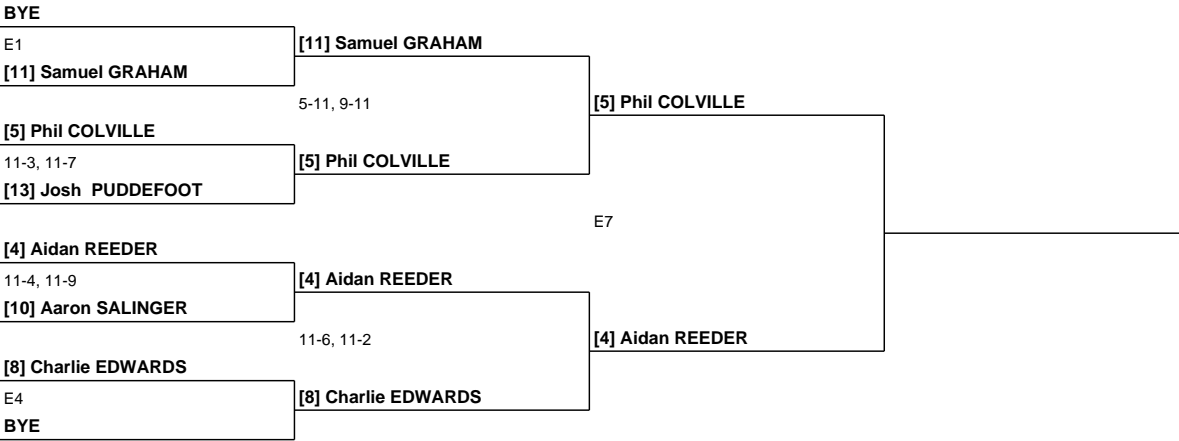 BYE
E1
[11] Samuel GRAHAM
[5] Phil COLVILLE
11-3, 11-7
[13] Josh  PUDDEFOOT
[4] Aidan REEDER
11-4, 11-9
[10] Aaron SALINGER
[8] Charlie EDWARDS
E4
BYE
[11] Samuel GRAHAM
5-11, 9-11
[5] Phil COLVILLE
[4] Aidan REEDER
11-6, 11-2
[8] Charlie EDWARDS
[5] Phil COLVILLE
E7
[4] Aidan REEDER